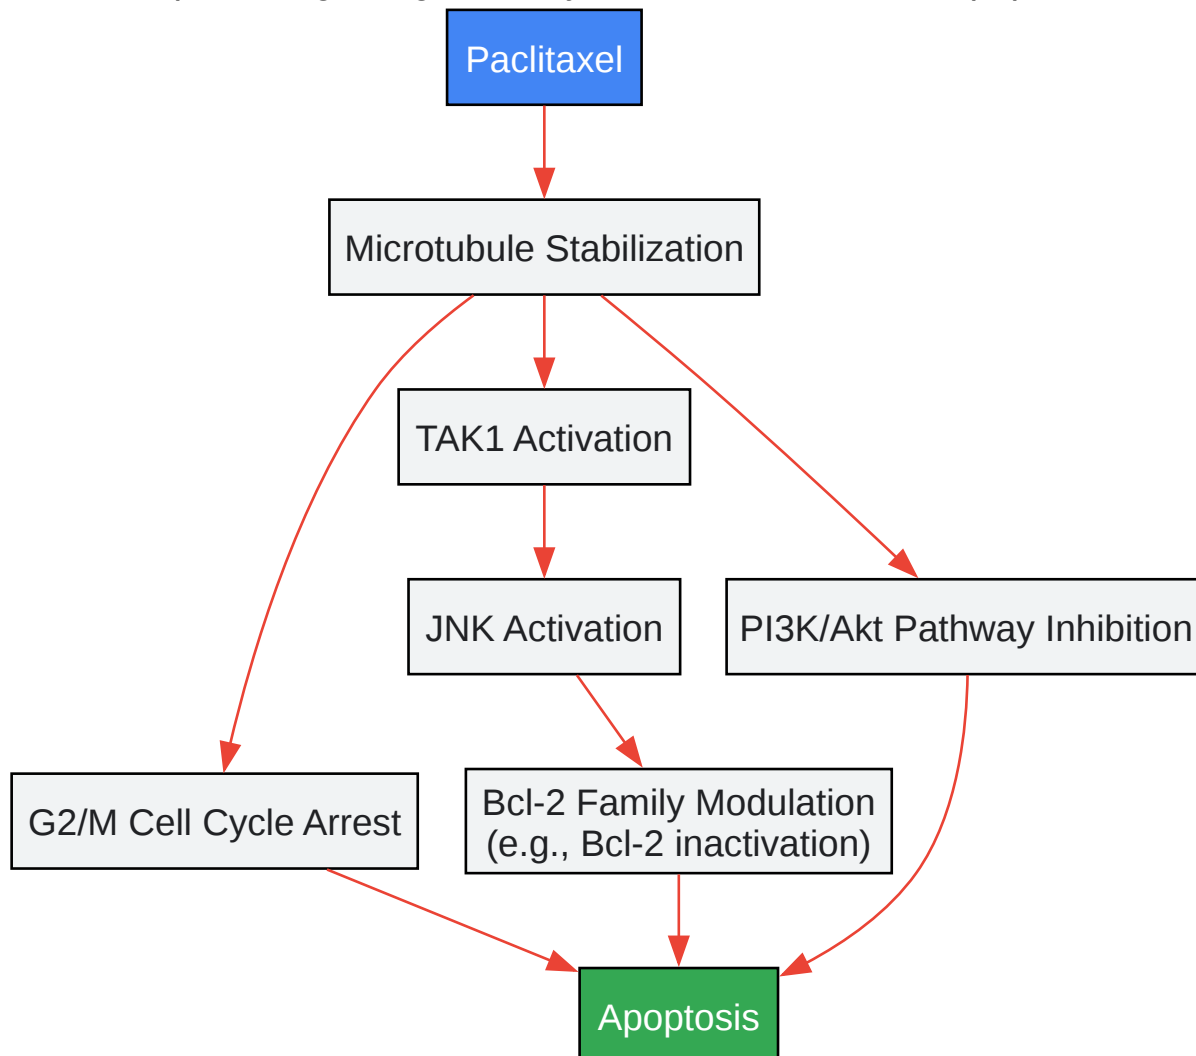 Paclitaxel
Microtubule Stabilization
TAK1 Activation
JNK Activation
PI3K/Akt Pathway Inhibition
G2/M Cell Cycle Arrest
Bcl-2 Family Modulation
(e.g., Bcl-2 inactivation)
Apoptosis